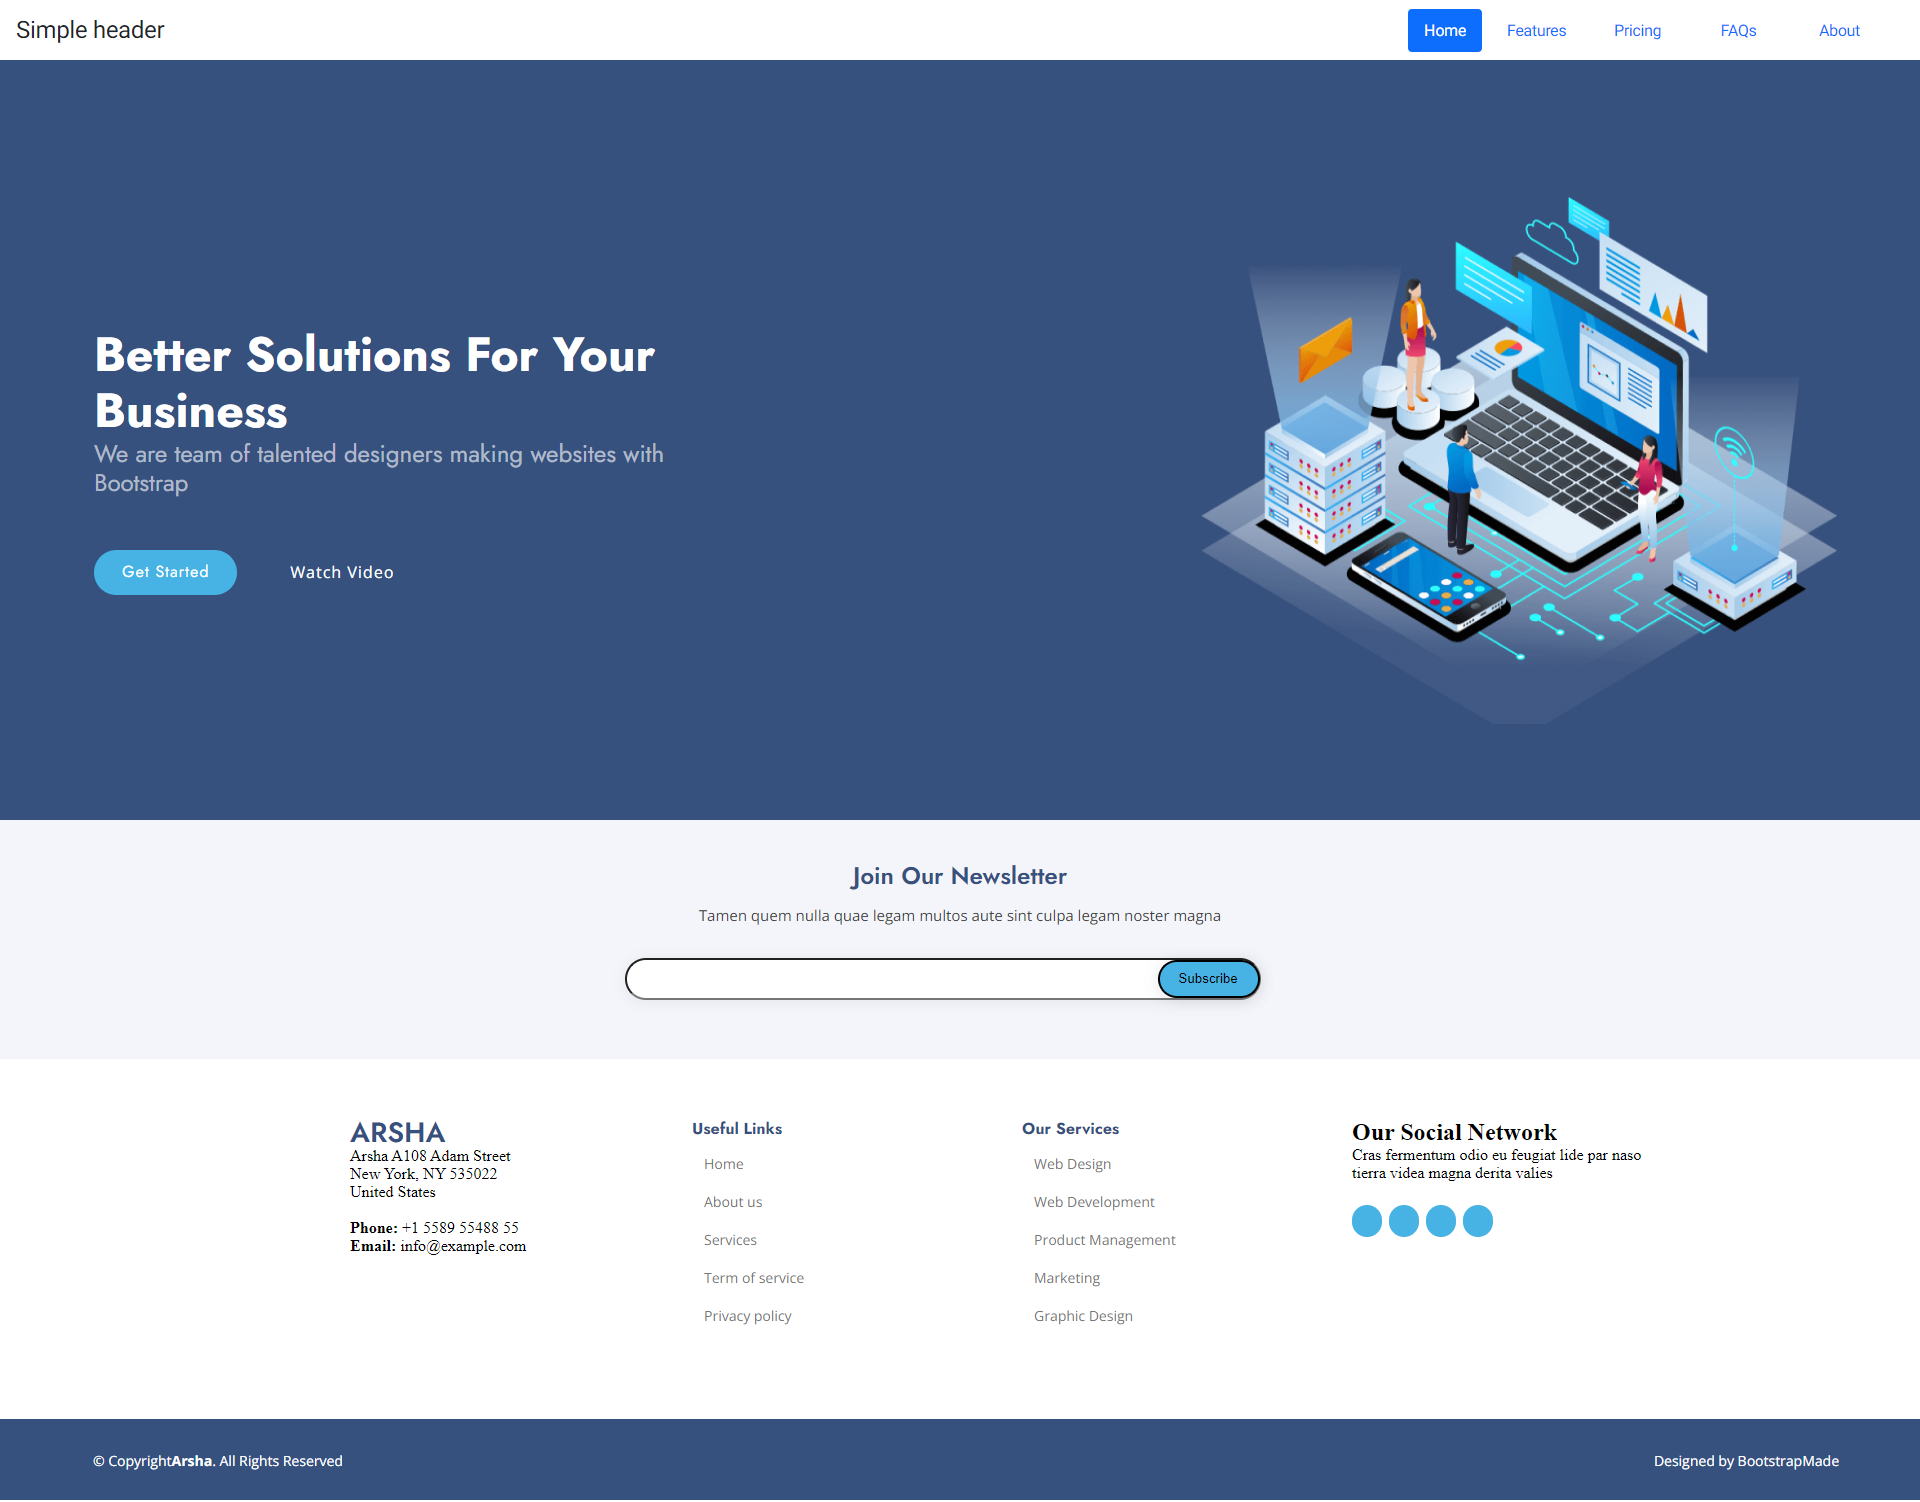 Simple header
Home
Features
Pricing
FAQs
About
Better Solutions For Your
Business
We are team of talented designers making websites with
Bootstrap
Get Started
Watch Video
Join Our Newsletter
Tamen quem nulla quae legam multos aute sint culpa legam noster magna
Subscribe
ARSHA
Arsha A108 Adam Street
New York, NY 535022
United States
Phone: +1 5589 55488 55
Email: info@example.com
Useful Links
Home
About us
Services
Term of service
Privacy policy
Our Services
Web Design
Web Development
Product Management
Marketing
Graphic Design
Our Social Network
Cras fermentum odio eu feugiat lide par naso
tierra videa magna derita valies
© CopyrightArsha. All Rights Reserved
Designed by BootstrapMade